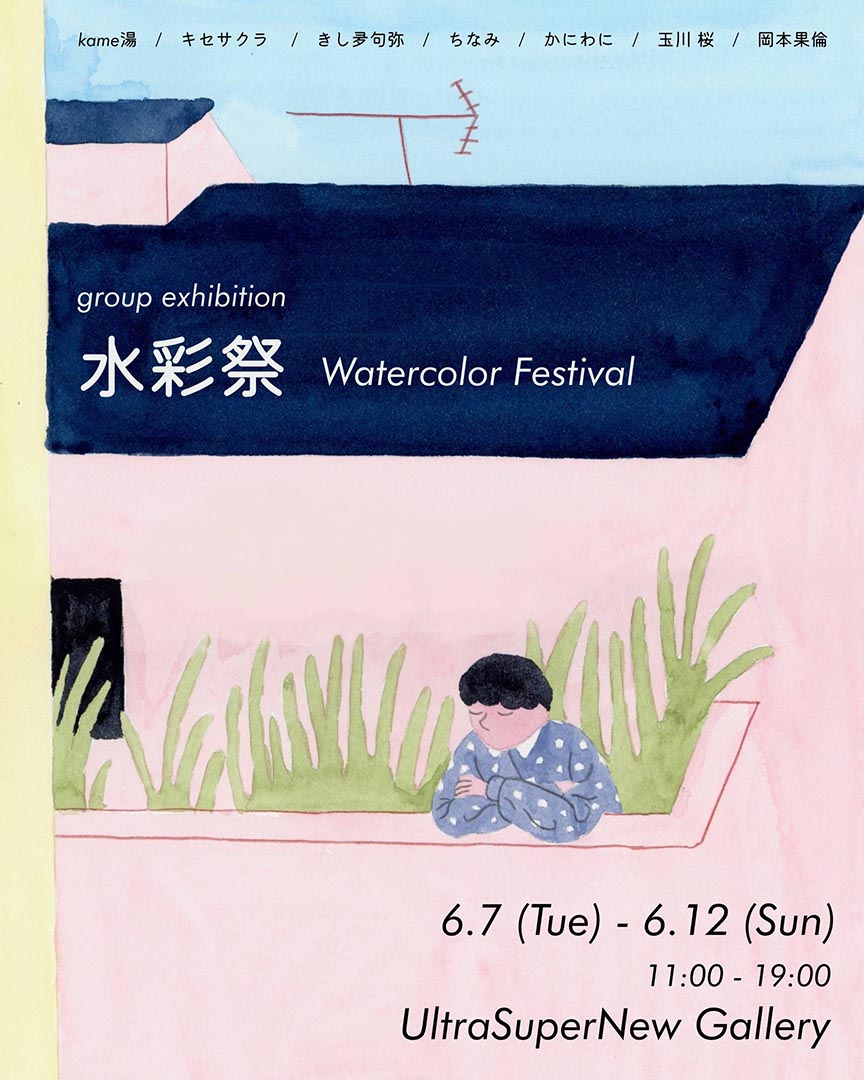 kame湯 / キセサクラ / きし夛句弥 / ちなみ / かにわに / 玉川 桜 / 岡本果倫
group exhibition
水彩祭 Watercolor Festival
6.7 (Tue) - 6.12 (Sun)
11:00 - 19:00
UltraSuperNew Gallery